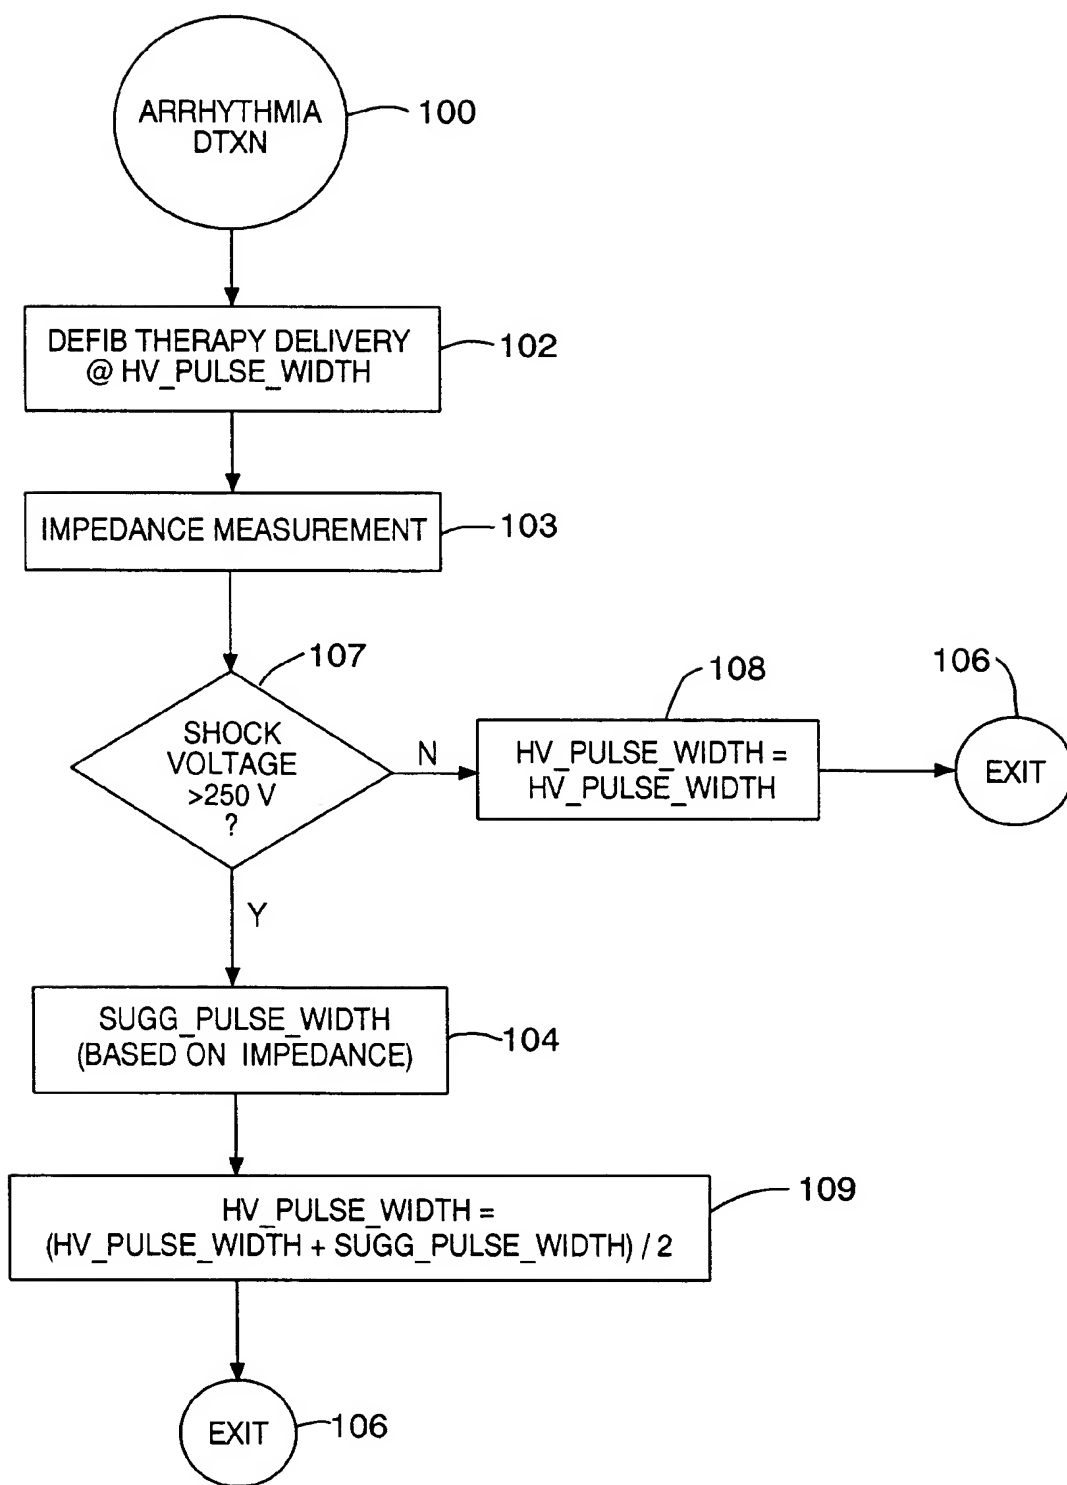 ARRHYTHMIA
DTXN
100
DEFIB THERAPY DELIVERY
@ HV_PULSE_WIDTH
102
IMPEDANCE MEASUREMENT
103
107
SHOCK
VOLTAGE
>250 V
?
N
108
HV_PULSE_WIDTH =
HV_PULSE_WIDTH
106
EXIT
Y
SUGG_PULSE_WIDTH
(BASED ON IMPEDANCE)
104
HV_PULSE_WIDTH =
(HV_PULSE_WIDTH + SUGG_PULSE_WIDTH) / 2
109
EXIT
106